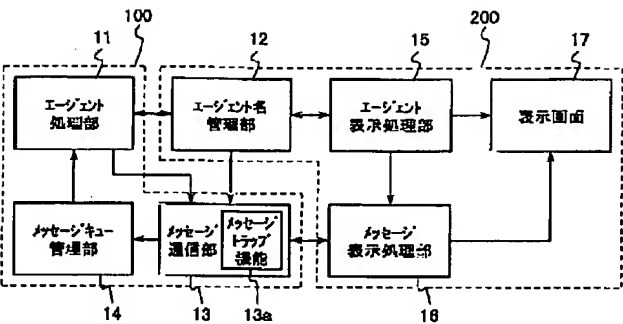 100
200
11
12
15
17
エージェント
処理部
エージェント名
管理部
エージェント
表示処理部
表示画面
メッセージキュー
管理部
メッセージ
通信部
メッセージ
トラップ
機能
メッセージ
表示処理部
14
13
13a
16